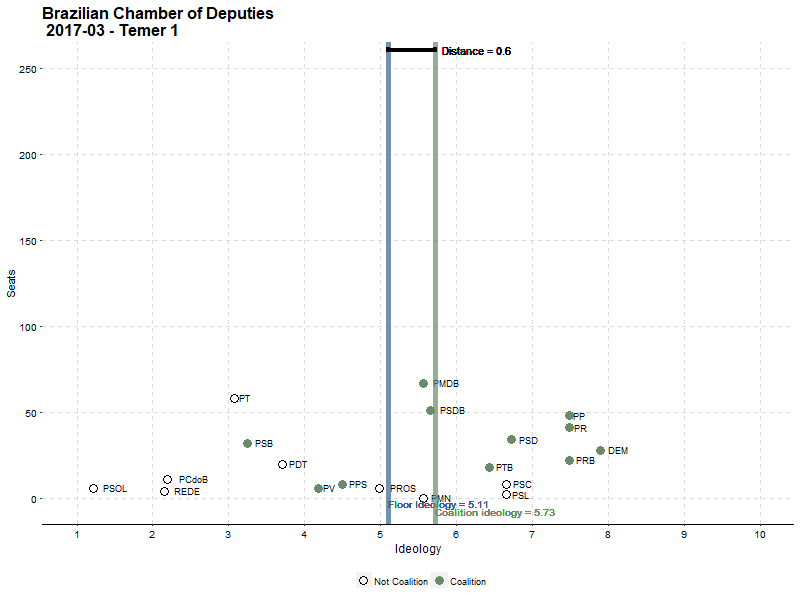 Brazilian Chamber of Deputies
2017-03 - Temer 1
Distance = 0.6
250
200
150
100
50
0
Seats
PMDB
PT
PSDB
PP
PR
PSB
PSD
DEM
PDT
PTB
PRB
PCdoB
PSOL
REDE
PV
PPS
PROS
PSC
PSL
PMN
Floor Ideology = 5.11
Coalition ideology = 5.73
1 2 3 4 5 6 7 8 9 10
Ideology
Not Coalition Coalition